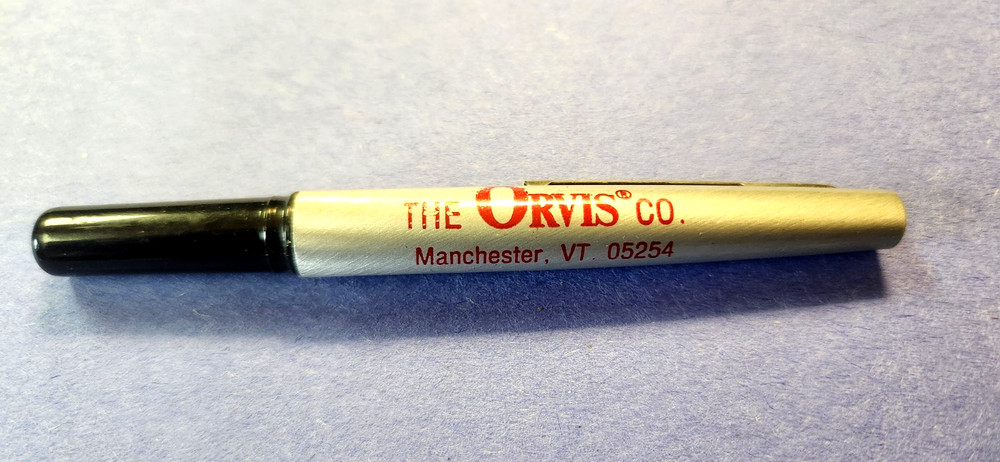 THE ORVIS® CO.
Manchester, VT. 05254